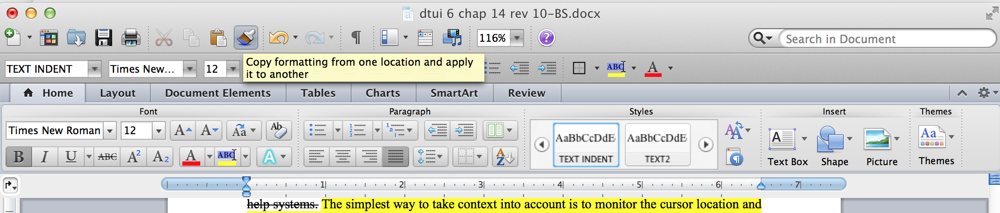 dtui 6 chap 14 rev 10-BS.docx
116%
?
Search in Document
TEXT INDENT
Times New...
12
Copy formatting from one location and apply
it to another
ABC
A
Home
Layout
Document Elements
Tables
Charts
SmartArt
Review
Font
Paragraph
Styles
Insert
Themes
Times New Roman
12
A
A
Aa
Ab
1
2
3
1
a
i
AaBbCcDdE
TEXT INDENT
AaBbCcDdE
TEXT2
A
Text Box
Shape
Picture
Aa
Themes
B
I
U
ABC
A2
A2
A
ABC
A
A
Z
1 2 3 4 5 6 7
help systems. The simplest way to take context into account is to monitor the cursor location and